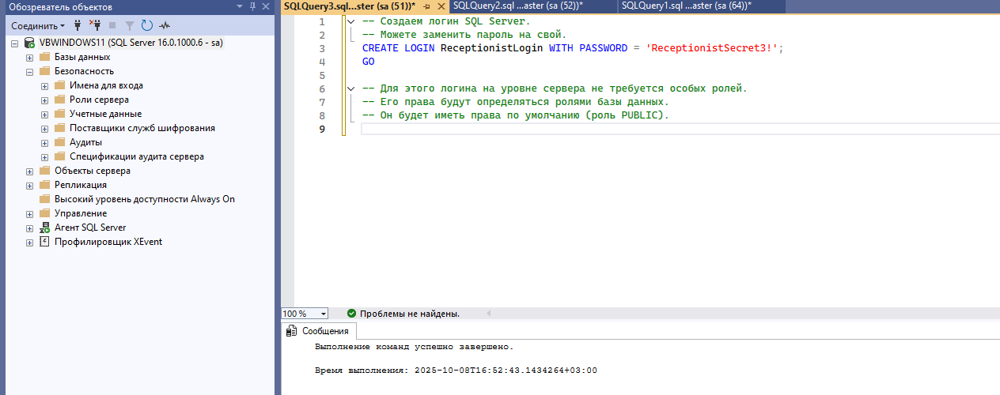 Обозреватель объектов
Соединить
VBWINDOWS11 (SQL Server 16.0.1000.6 - sa)
Базы данных
Безопасность
Имена для входа
Роли сервера
Учетные данные
Поставщики служб шифрования
Аудиты
Спецификации аудита сервера
Объекты сервера
Репликация
Высокий уровень доступности Always On
Управление
Агент SQL Server
Профилировщик XEvent
SQLQuery3.sql...ster (sa (51))* SQLQuery2.sql ...aster (sa (52))* SQLQuery1.sql ...aster (sa (64))*
1 -- Создаем логин SQL Server.
2 -- Можете заменить пароль на свой.
3 CREATE LOGIN ReceptionistLogin WITH PASSWORD = 'ReceptionistSecret3!';
4 GO
5
6 -- Для этого логина на уровне сервера не требуется особых ролей.
7 -- Его права будут определяться ролями базы данных.
8 -- Он будет иметь права по умолчанию (роль PUBLIC).
9
100 % Проблемы не найдены.
Сообщения
Выполнение команд успешно завершено.
Время выполнения: 2025-10-08T16:52:43.1434264+03:00